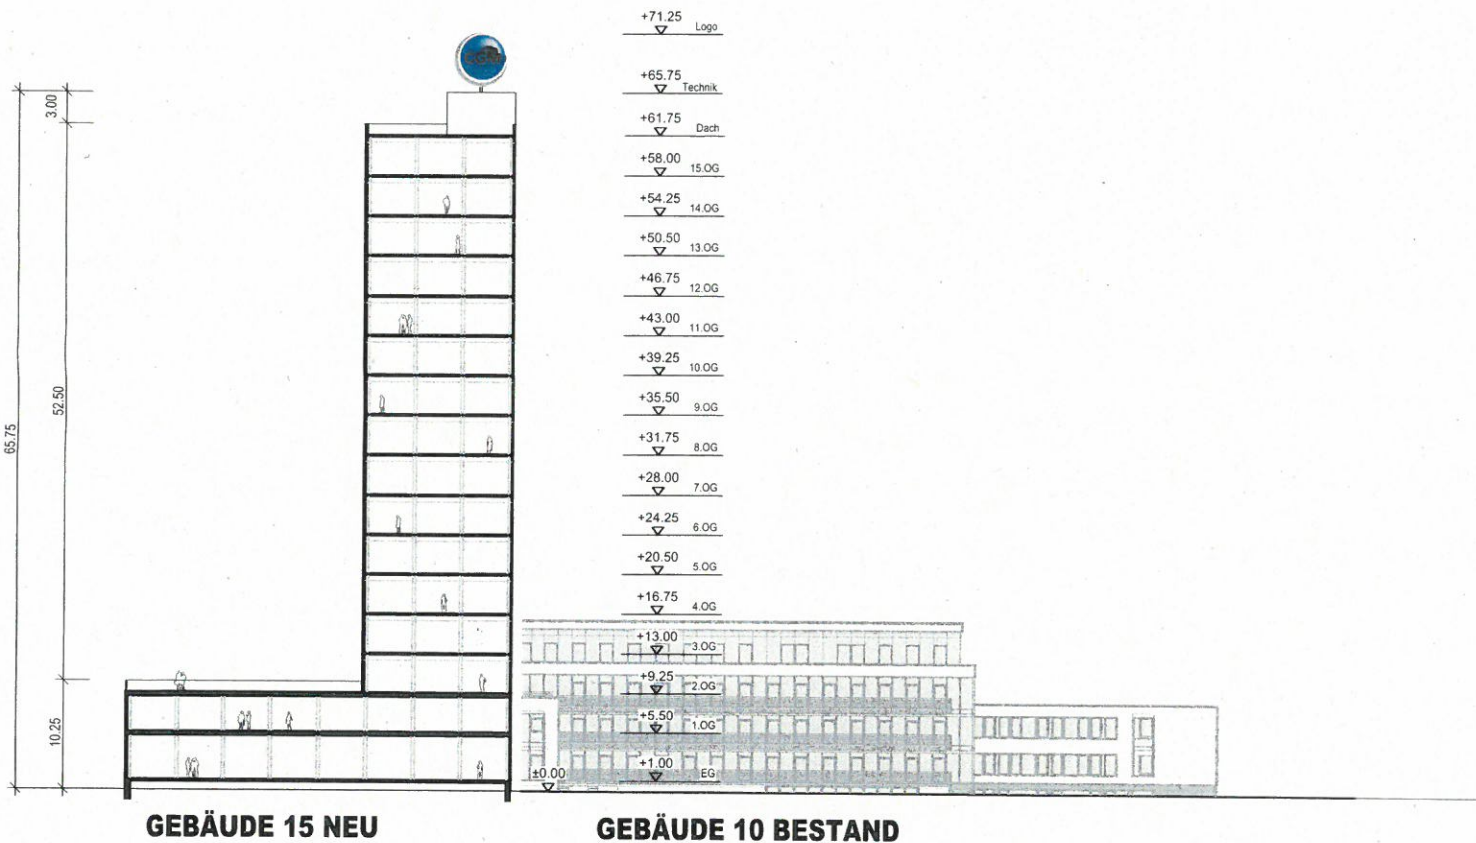 +71.25 Logo
CGM
+65.75 Technik
3.00
+61.75 Dach
+58.00 15.OG
+54.25 14.OG
+50.50 13.OG
+46.75 12.OG
+43.00 11.OG
+39.25 10.OG
52.50
+35.50 9.OG
65.75
+31.75 8.OG
+28.00 7.OG
+24.25 6.OG
+20.50 5.OG
+16.75 4.OG
+13.00 3.OG
+9.25 2.OG
10.25
+5.50 1.OG
±0.00
+1.00 EG
GEBÄUDE 15 NEU
GEBÄUDE 10 BESTAND